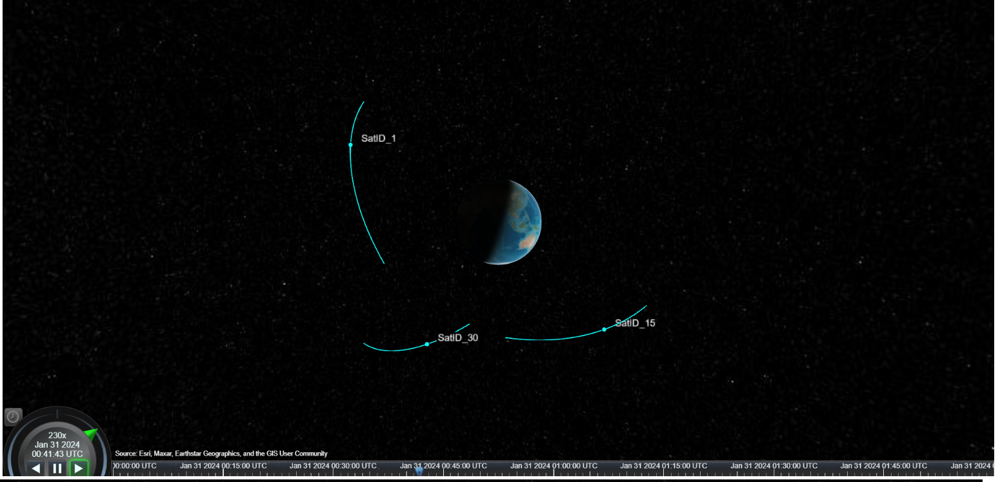 SatID_1
SatID_15
SatID_30
230x
Jan 31 2024
00:41:43 UTC
Source: Esri, Maxar, Earthstar Geographics, and the GIS User Community
00:00:00 UTC
Jan 31 2024 00:15:00 UTC
Jan 31 2024 00:30:00 UTC
Jan 31 2024 00:45:00 UTC
Jan 31 2024 01:00:00 UTC
Jan 31 2024 01:15:00 UTC
Jan 31 2024 01:30:00 UTC
Jan 31 2024 01:45:00 UTC
Jan 31 2024